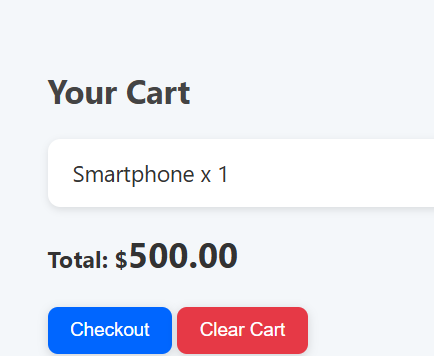 Your Cart
Smartphone x 1
Total: $500.00
Checkout Clear Cart